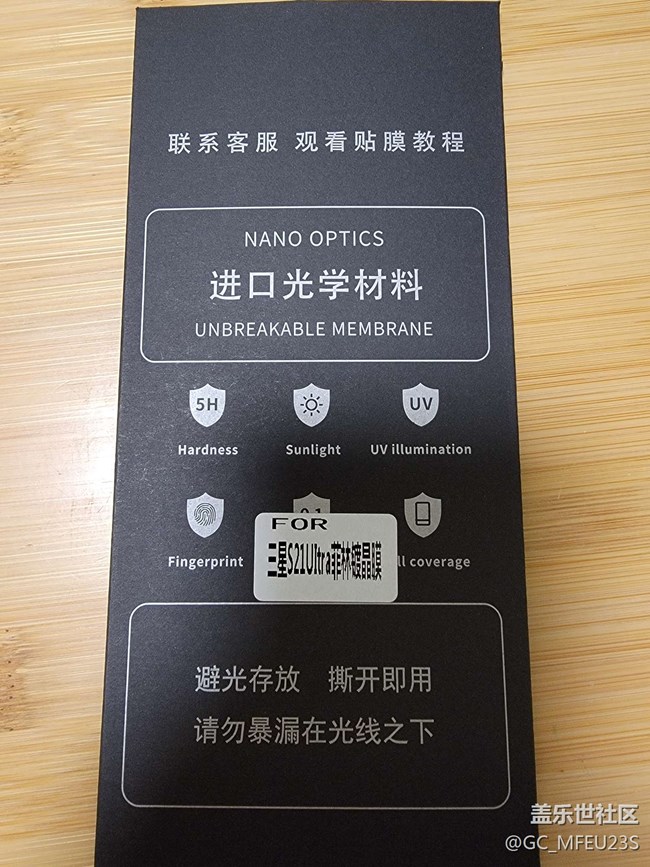 联系客服 观看贴膜教程
NANO OPTICS
进口光学材料
UNBREAKABLE MEMBRANE
5H
UV
Hardness
Sunlight
UV illumination
Fingerprint
coverage
FOR
三星S21Ultra菲林镀晶膜
避光存放 撕开即用
请勿暴漏在光线之下
盖乐世社区
@GC_MFEU23S